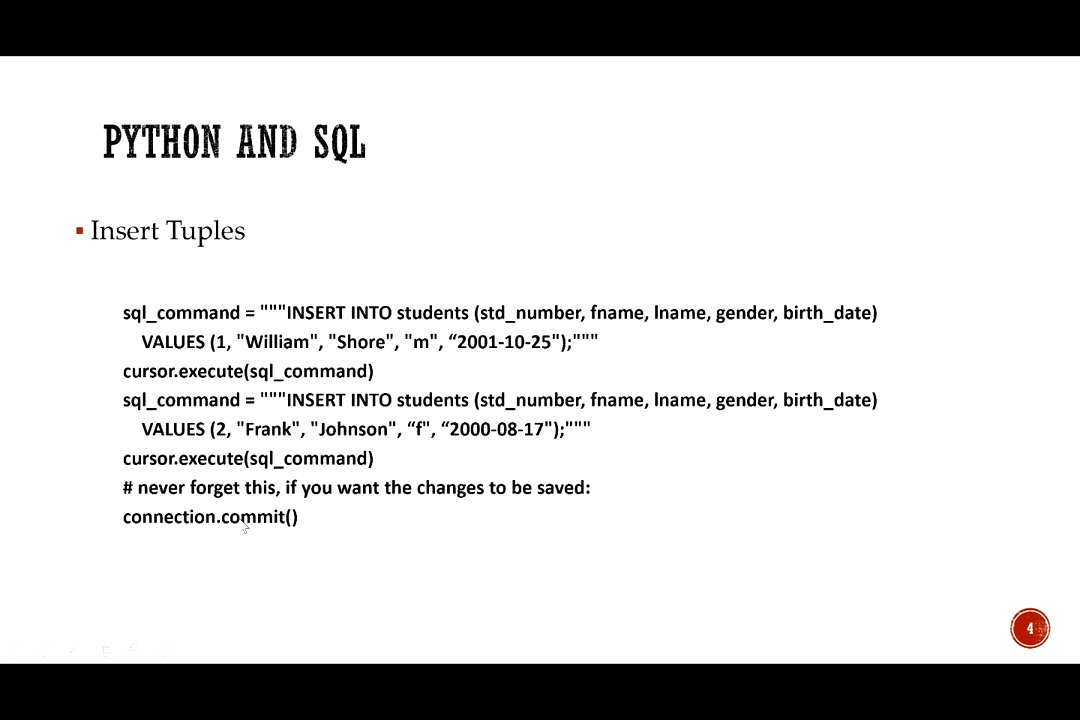 PYTHON AND SQL
▪ Insert Tuples
sql_command = """INSERT INTO students (std_number, fname, lname, gender, birth_date)
VALUES (1, "William", "Shore", "m", “2001-10-25");"""
cursor.execute(sql_command)
sql_command = """INSERT INTO students (std_number, fname, lname, gender, birth_date)
VALUES (2, "Frank", "Johnson", “f", “2000-08-17");"""
cursor.execute(sql_command)
# never forget this, if you want the changes to be saved:
connection.commit()
4